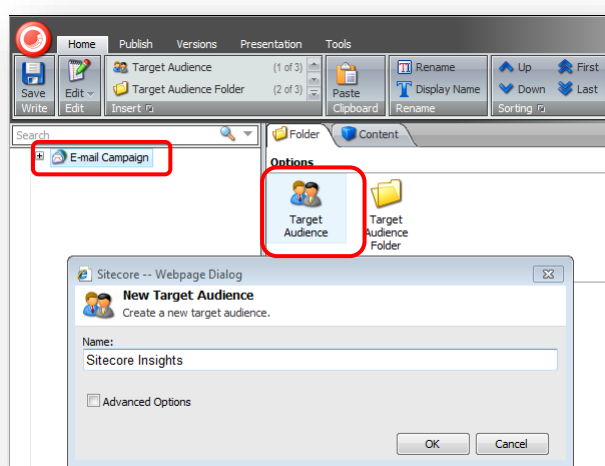 Home Publish Versions Presentation Tools
Target Audience (1 of 3) Rename Up First
Save Edit Target Audience Folder (2 of 3) Paste Display Name Down Last
Write Edit Insert Clipboard Rename Sorting
Search Folder Content
E-mail Campaign
Options
Target Audience
Target Audience Folder
Sitecore -- Webpage Dialog
New Target Audience
Create a new target audience.
Name:
Sitecore Insights
Advanced Options
OK Cancel